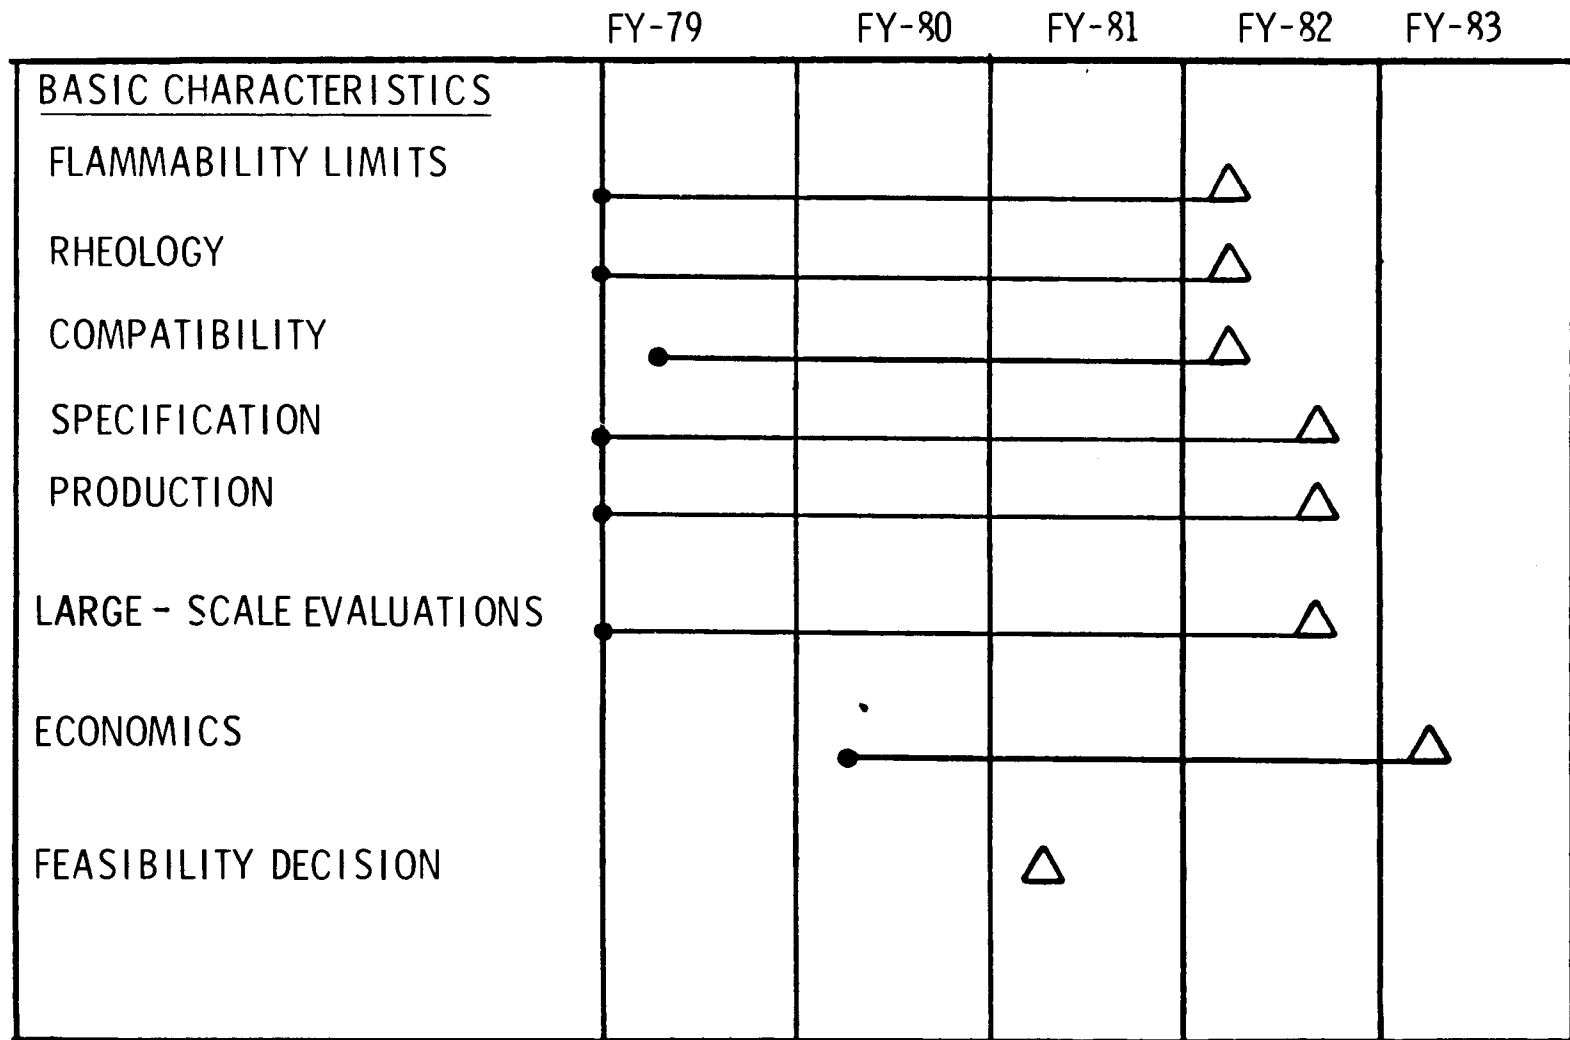 FY-79 FY-80 FY-81 FY-82 FY-83
BASIC CHARACTERISTICS
FLAMMABILITY LIMITS
RHEOLOGY
COMPATIBILITY
SPECIFICATION
PRODUCTION
LARGE - SCALE EVALUATIONS
ECONOMICS
FEASIBILITY DECISION